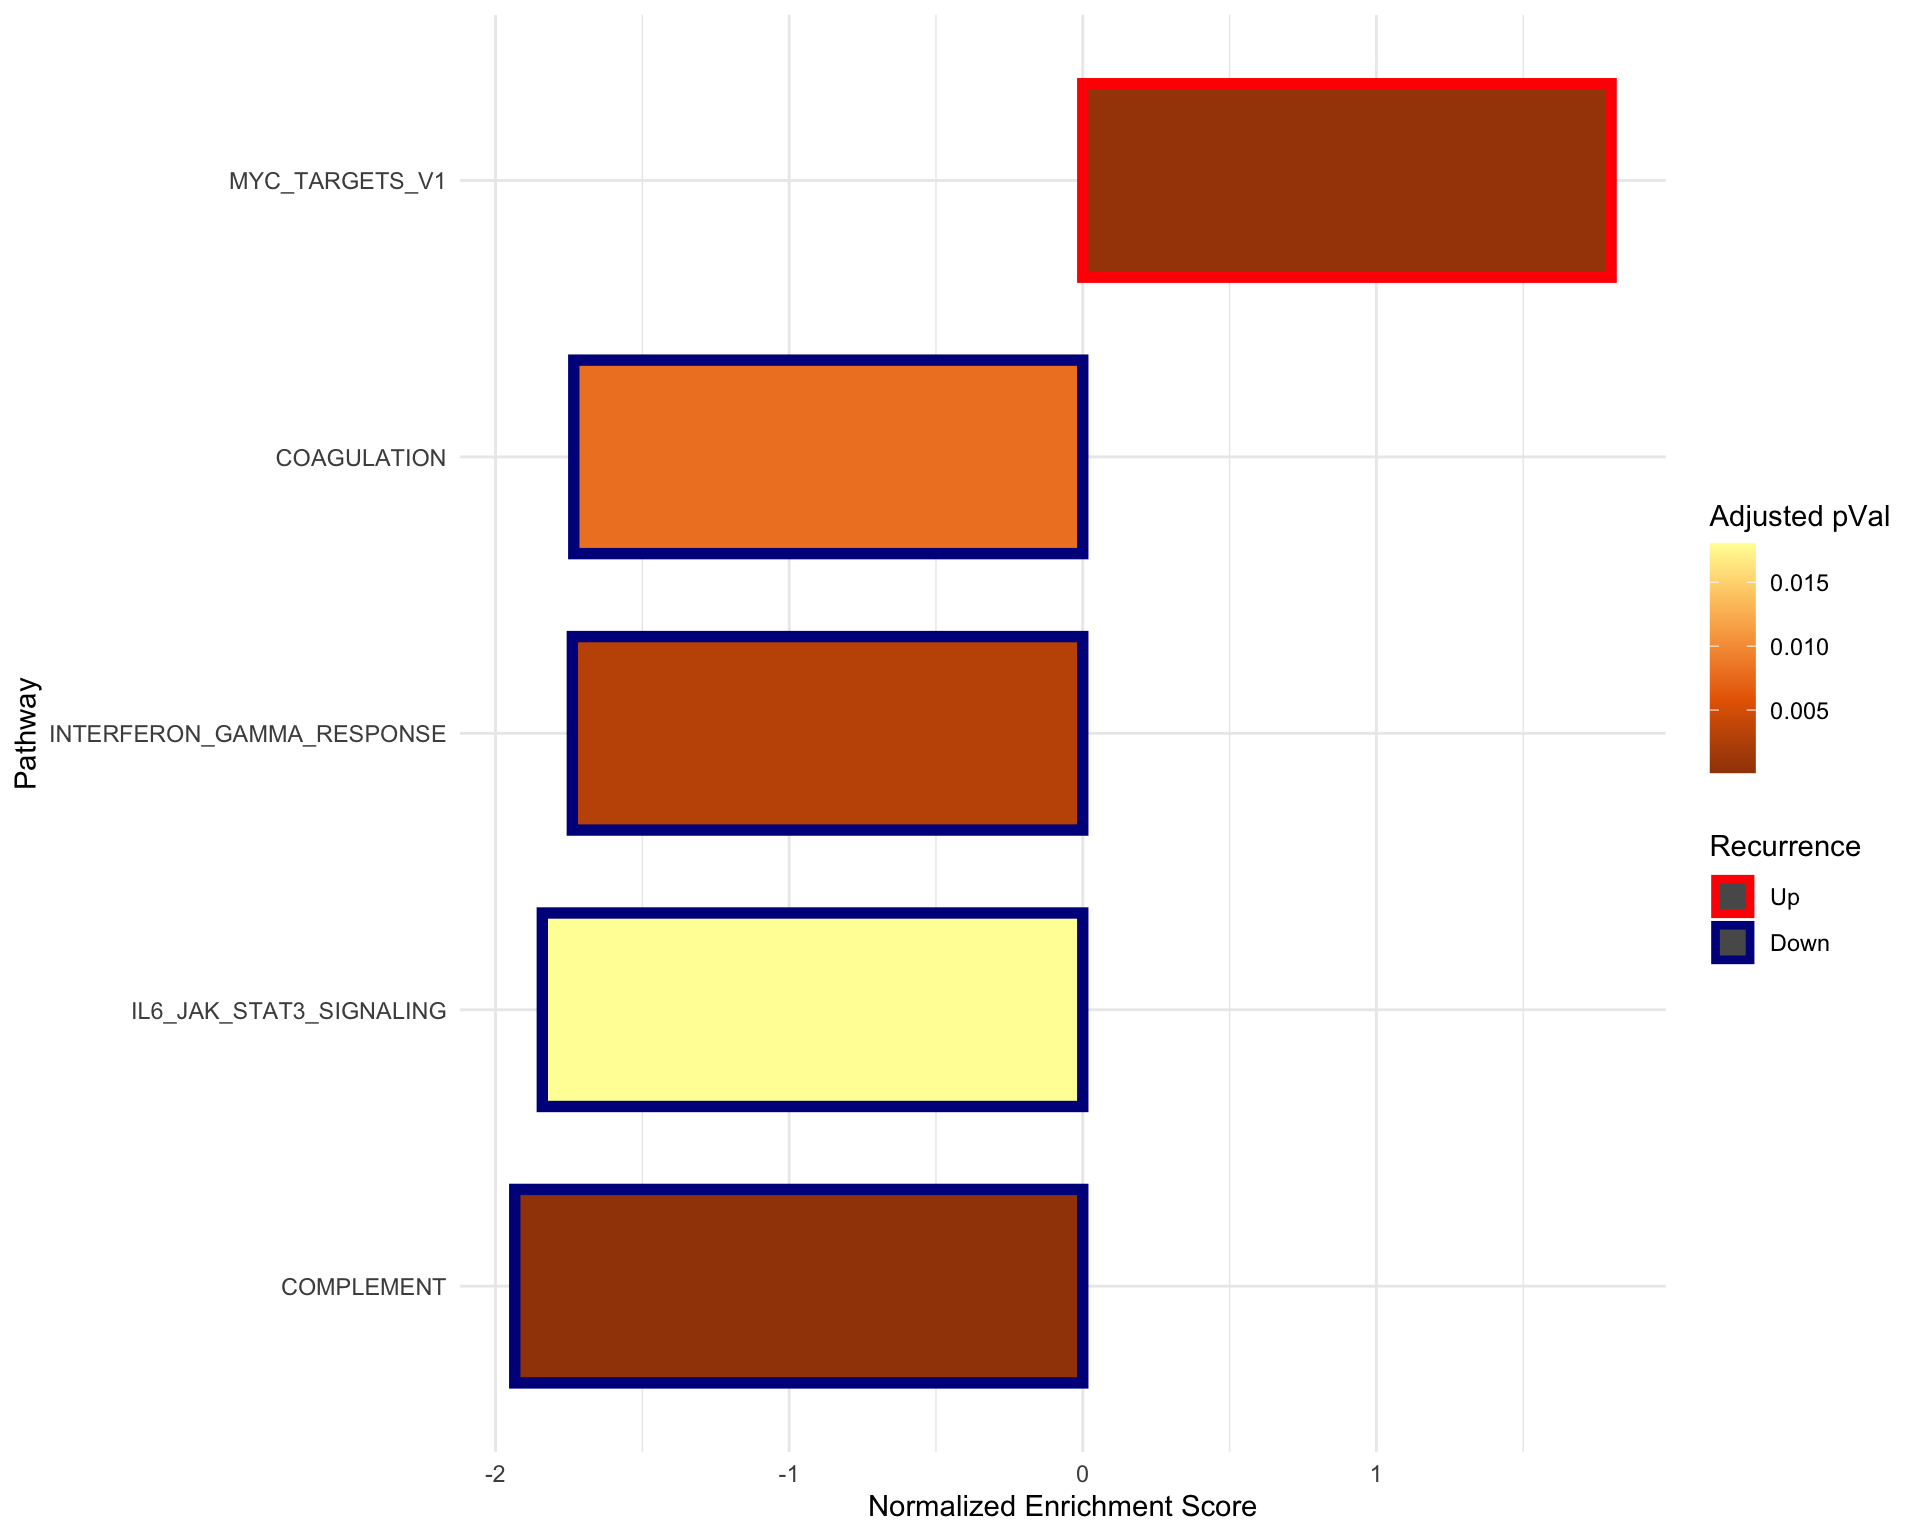 MYC_TARGETS_V1
COAGULATION
INTERFERON_GAMMA_RESPONSE
IL6_JAK_STAT3_SIGNALING
COMPLEMENT
Pathway
-2 -1 0 1
Normalized Enrichment Score
Adjusted pVal
0.015
0.010
0.005
Recurrence
Up
Down